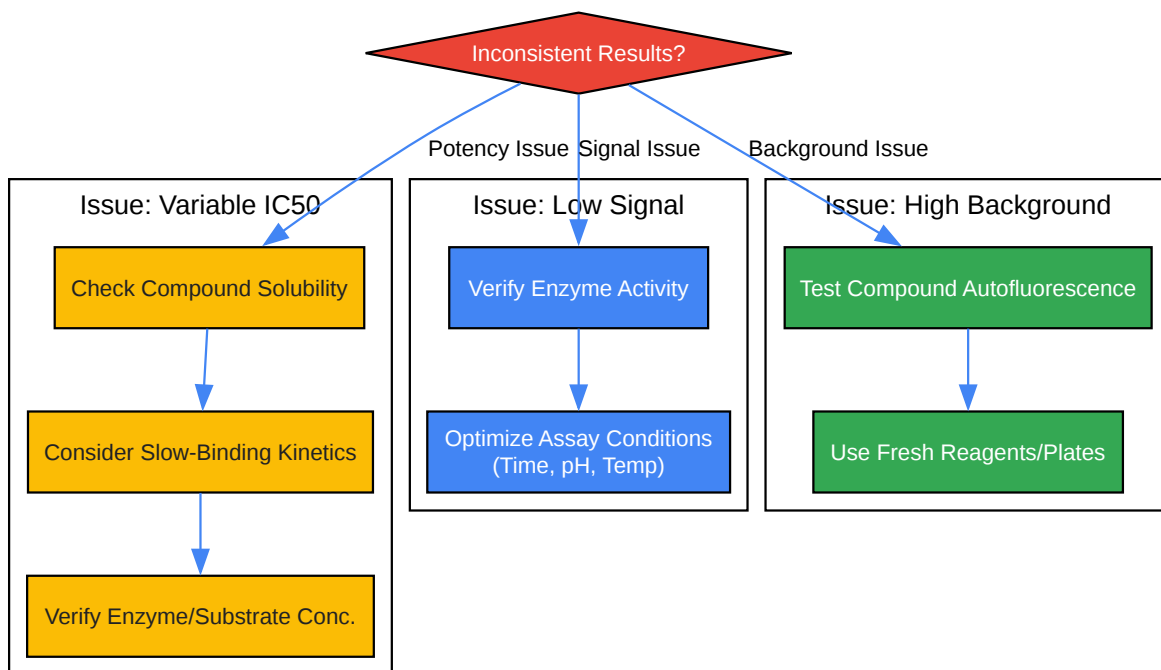 Inconsistent Results?
Potency Issue
Signal Issue
Background Issue
Issue: Variable IC50
Check Compound Solubility
Consider Slow-Binding Kinetics
Verify Enzyme/Substrate Conc.
Issue: Low Signal
Verify Enzyme Activity
Optimize Assay Conditions
(Time, pH, Temp)
Issue: High Background
Test Compound Autofluorescence
Use Fresh Reagents/Plates